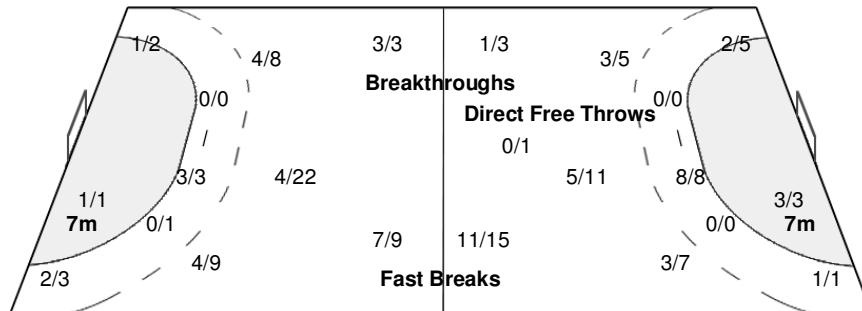 1/2 4/8 3/3 1/3 3/5 2/5
Breakthroughs
0/0 0/0
Direct Free Throws
0/1
3/3 4/22 5/11 8/8
1/1 3/3
7m 0/1 0/0 7m
7/9 11/15
4/9 3/7
2/3 Fast Breaks 1/1